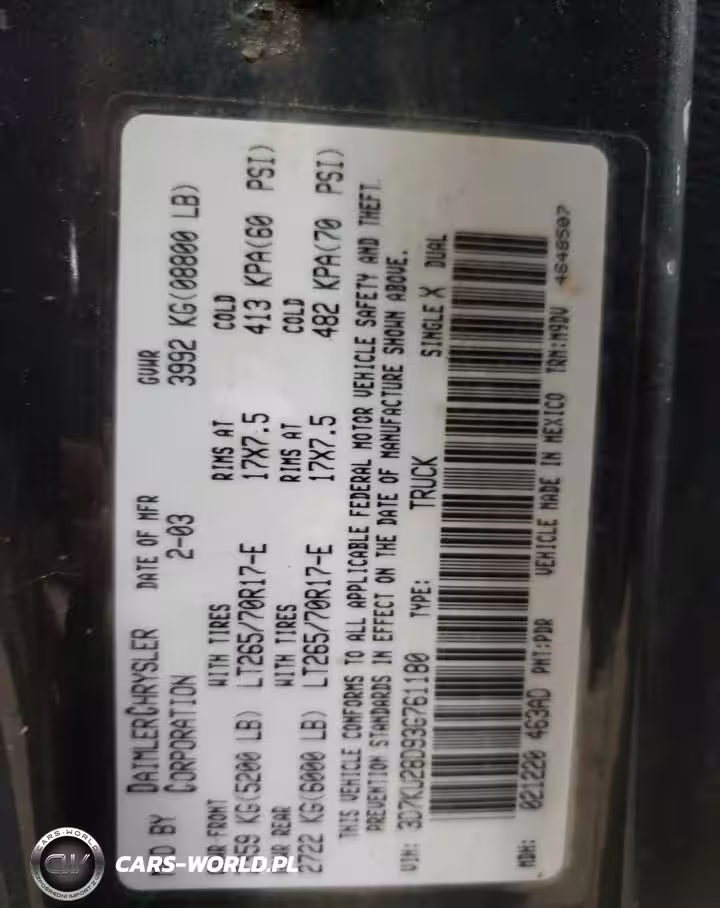 MFD BY DAIMLERCHRYSLER CORPORATION
DATE OF MFR 2-03
GVWR 3992 KG(08800 LB)
FRONT WITH TIRES RIMS AT COLD
KG(5200 LB) LT265/70R17-E 17X7.5 413 KPA(60 PSI)
REAR WITH TIRES RIMS AT COLD
2722 KG(6000 LB) LT265/70R17-E 17X7.5 482 KPA(70 PSI)
THIS VEHICLE CONFORMS TO ALL APPLICABLE FEDERAL MOTOR VEHICLE SAFETY AND THEFT
PREVENTION STANDARDS IN EFFECT ON THE DATE OF MANUFACTURE SHOWN ABOVE.
VIN: 3D7KU28D93G761180 TYPE: TRUCK SINGLE X DUAL
MDH: 021220 463AD PNT:PDR VEHICLE MADE IN MEXICO TRM:M9DV 4648507
CARS-WORLD
CW
CARS-WORLD.PL